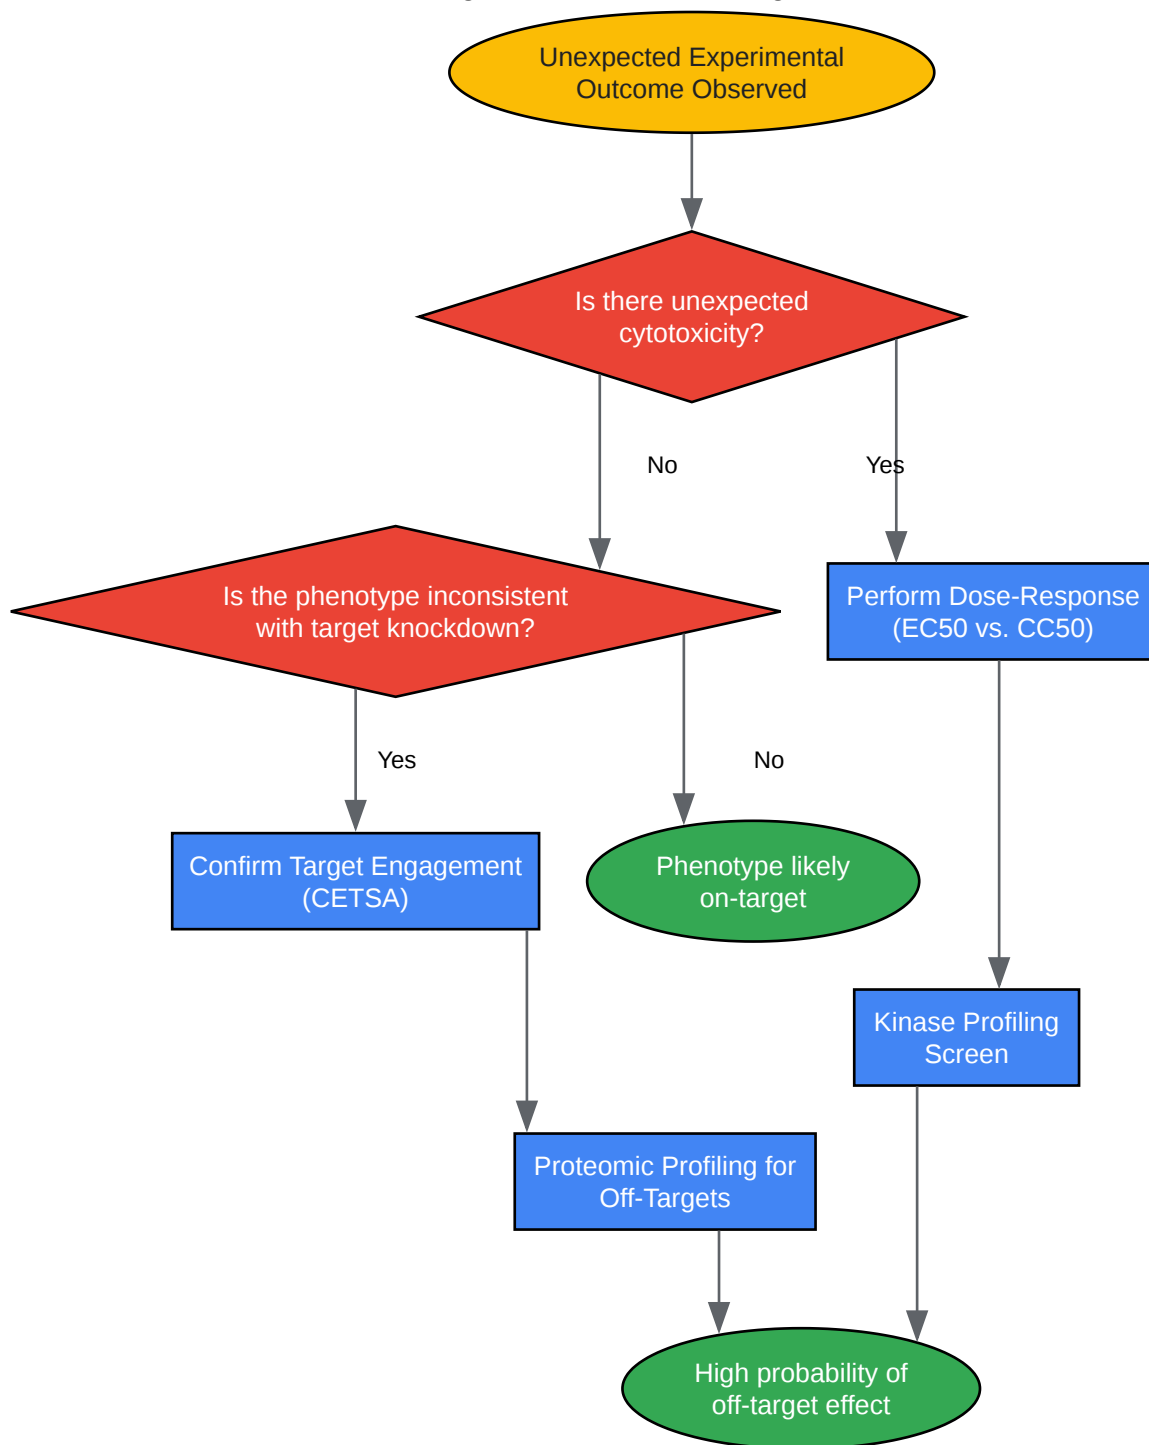 Unexpected Experimental
Outcome Observed
Is there unexpected
cytotoxicity?
No
Yes
Is the phenotype inconsistent
with target knockdown?
Perform Dose-Response
(EC50 vs. CC50)
Yes
No
Confirm Target Engagement
(CETSA)
Phenotype likely
on-target
Kinase Profiling
Screen
Proteomic Profiling for
Off-Targets
High probability of
off-target effect